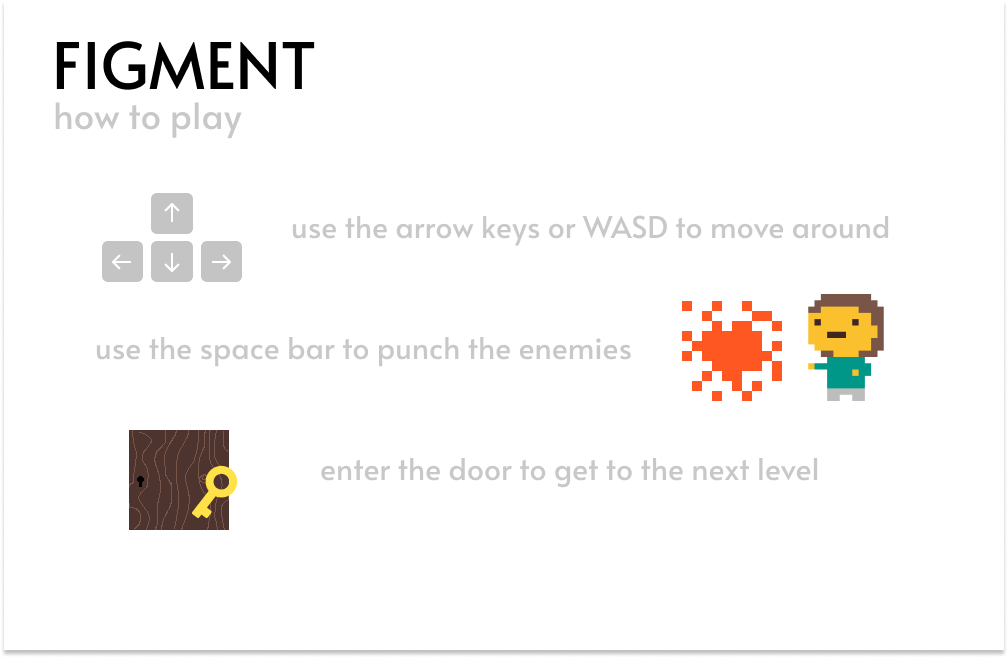 FIGMENT
how to play
use the arrow keys or WASD to move around
use the space bar to punch the enemies
enter the door to get to the next level